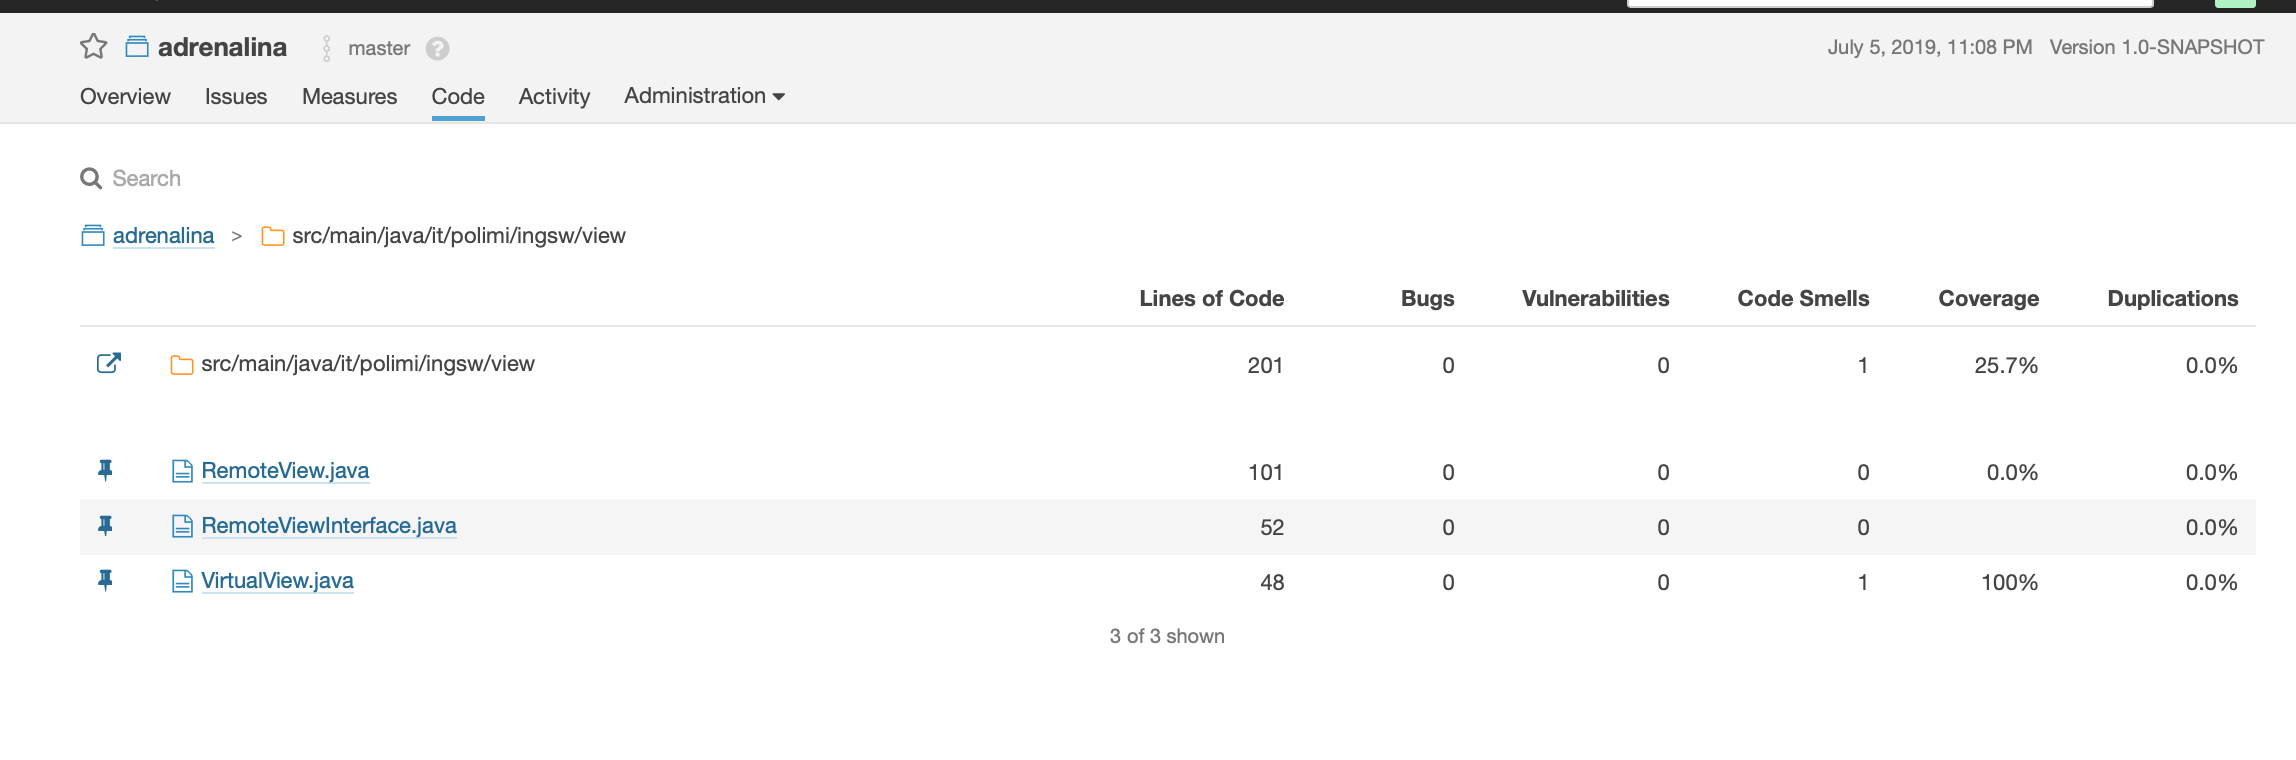 adrenalina master ? July 5, 2019, 11:08 PM Version 1.0-SNAPSHOT
Overview Issues Measures Code Activity Administration
Search
adrenalina > src/main/java/it/polimi/ingsw/view
Lines of Code Bugs Vulnerabilities Code Smells Coverage Duplications
src/main/java/it/polimi/ingsw/view 201 0 0 1 25.7% 0.0%
RemoteView.java 101 0 0 0 0.0% 0.0%
RemoteViewInterface.java 52 0 0 0 0.0%
VirtualView.java 48 0 0 1 100% 0.0%
3 of 3 shown